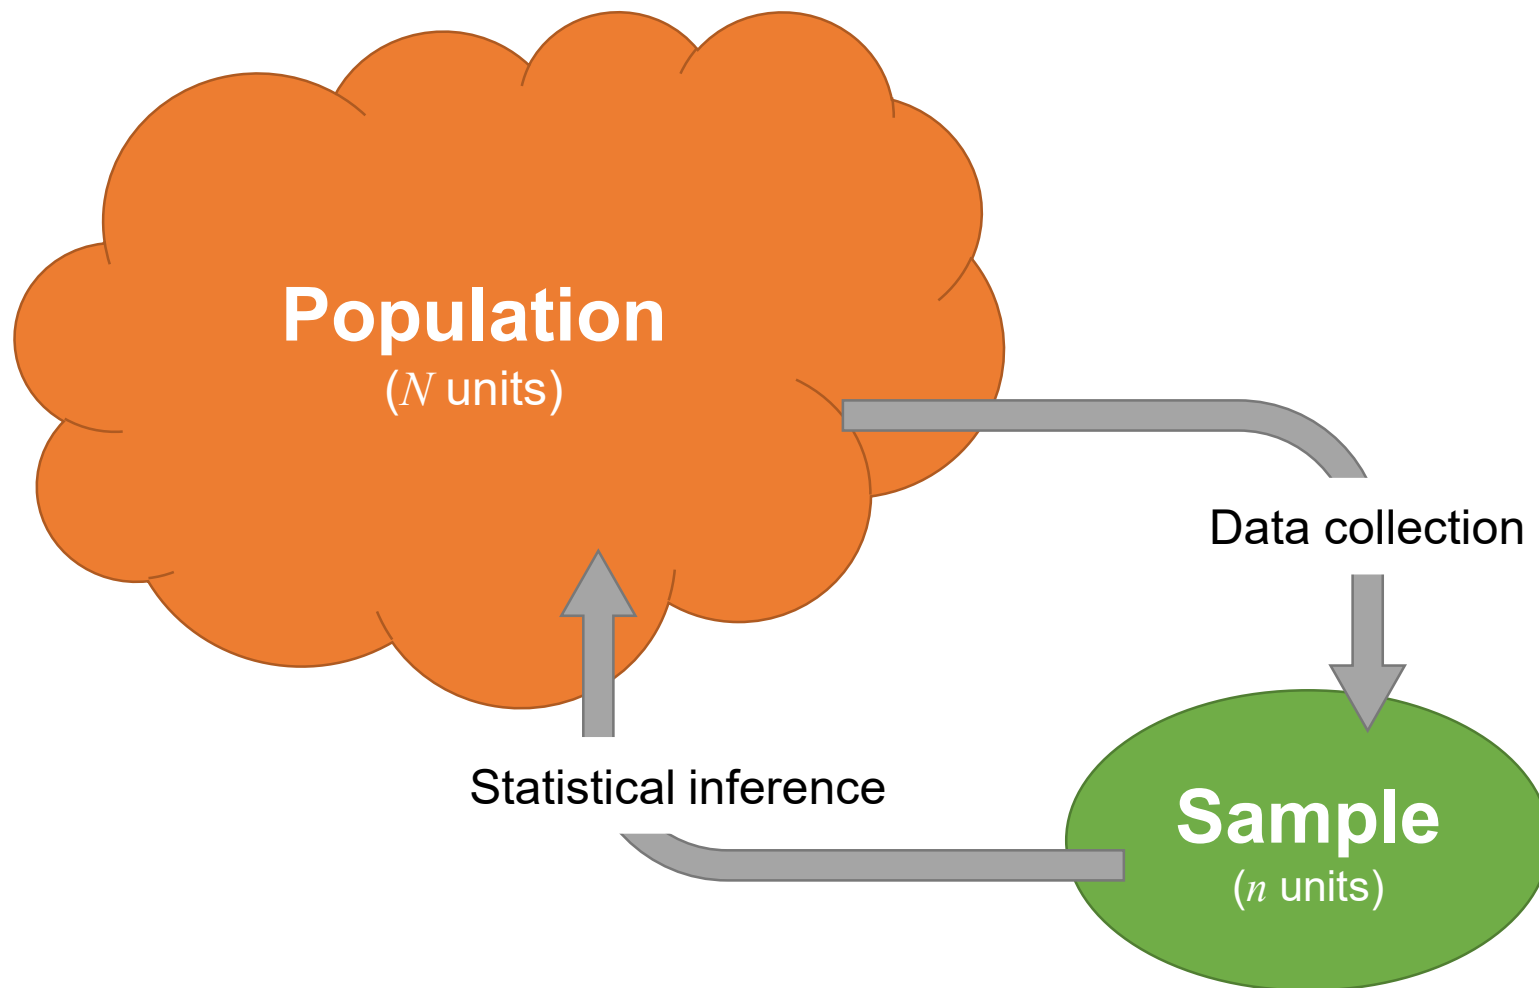 Population
(N units)
Data collection
Statistical inference
Sample
(n units)